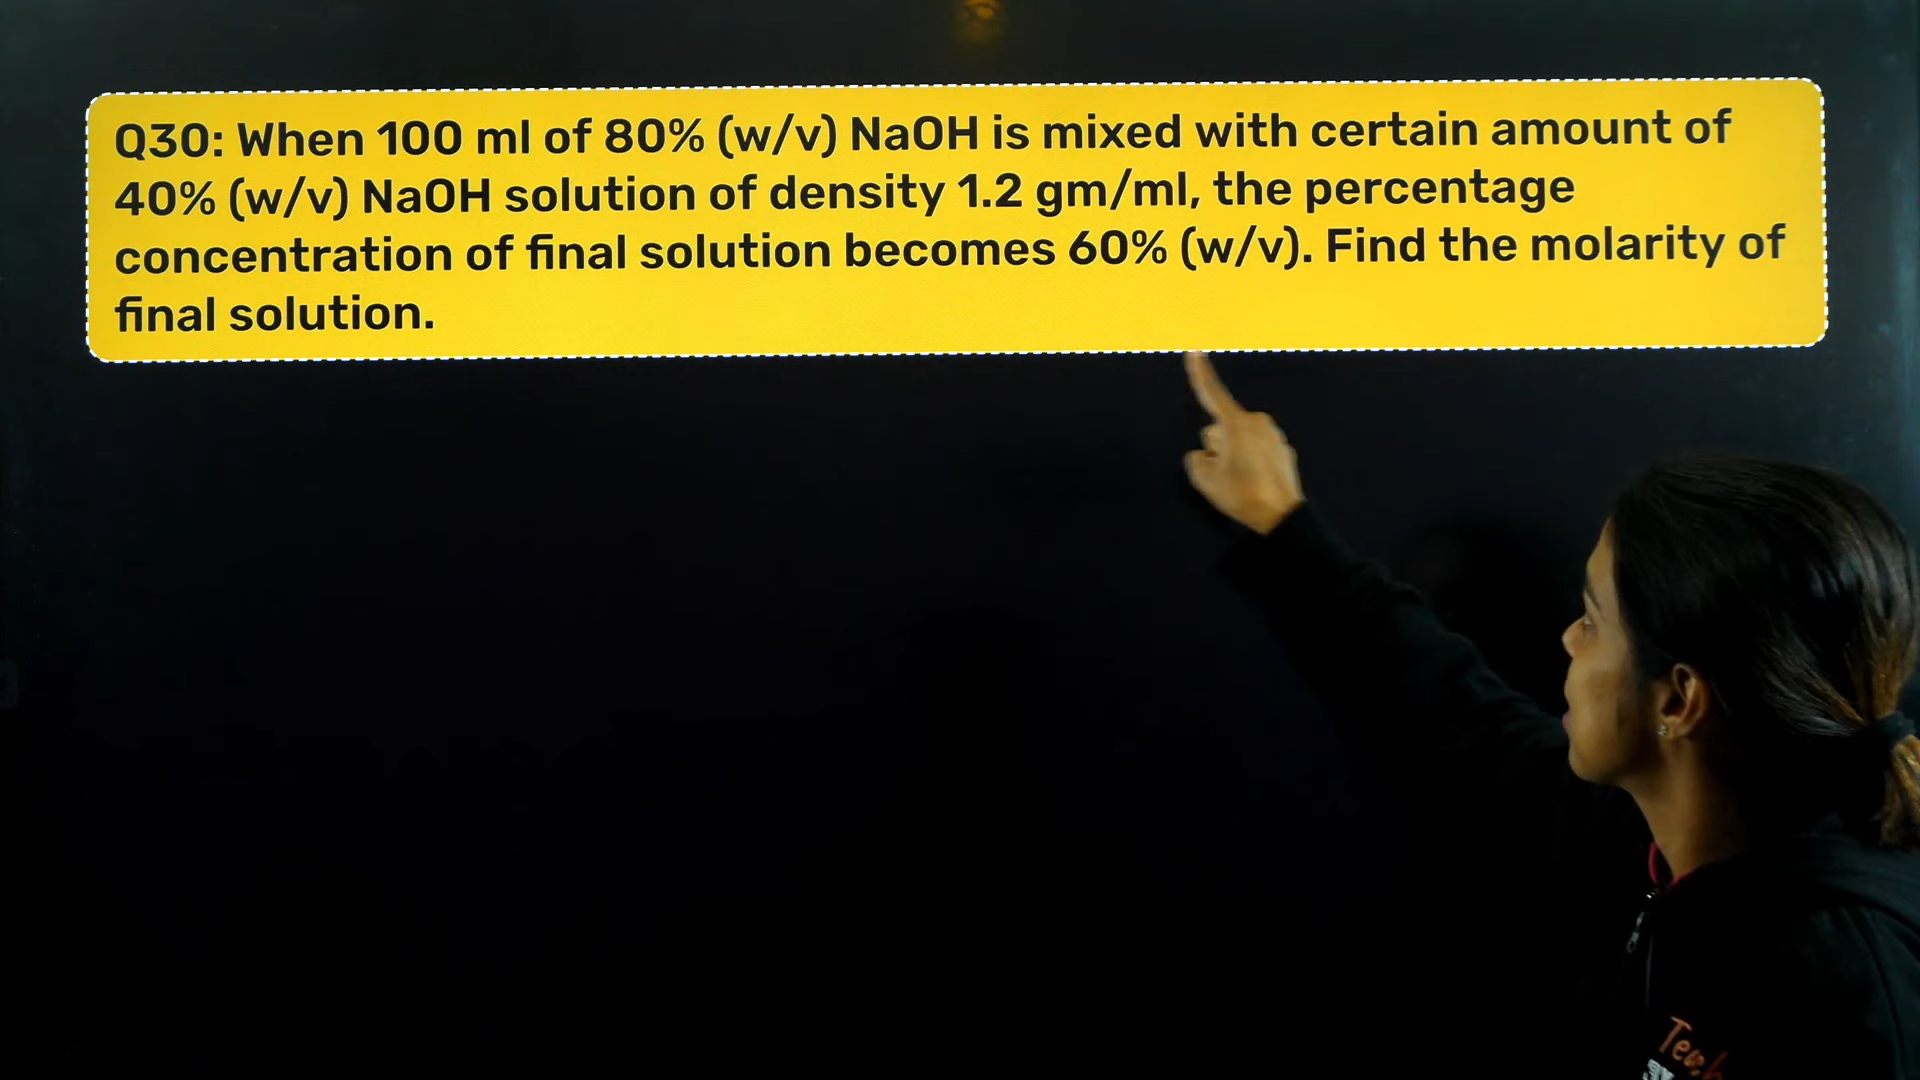 Q30: When 100 ml of 80% (w/v) NaOH is mixed with certain amount of
40% (w/v) NaOH solution of density 1.2 gm/ml, the percentage
concentration of final solution becomes 60% (w/v). Find the molarity of
final solution.